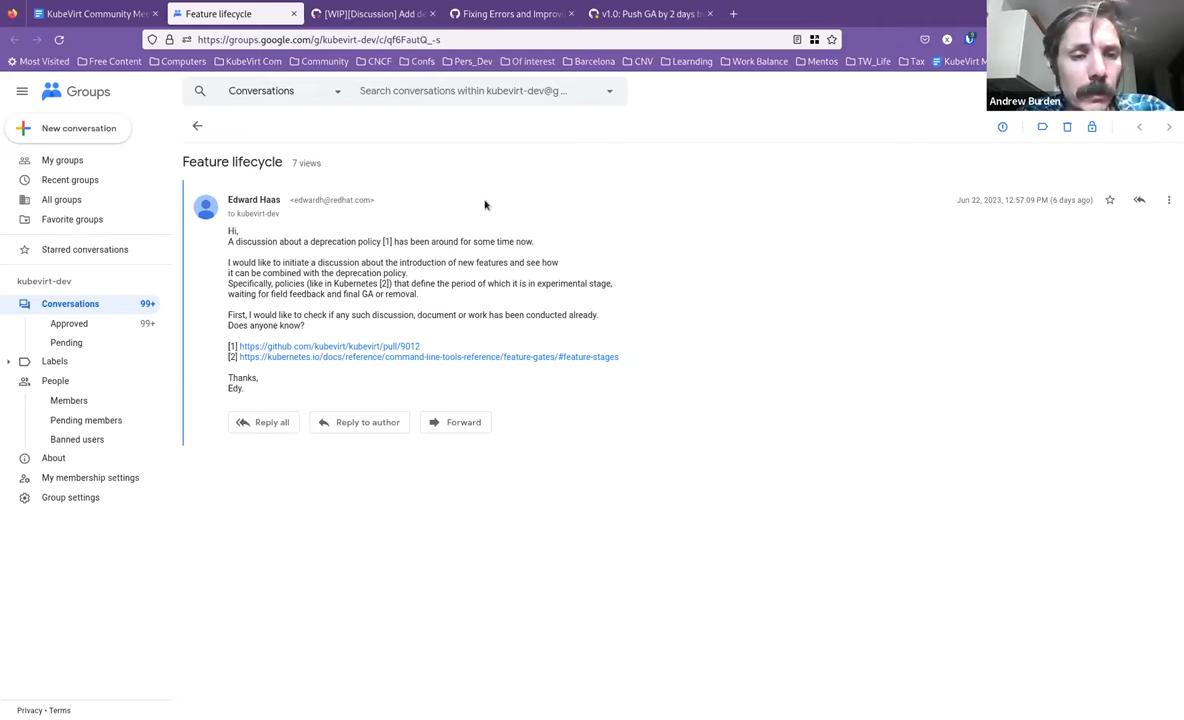 KubeVirt Community Me
Feature lifecycle
[WIP][Discussion] Add de
Fixing Errors and Improvi
v1.0: Push GA by 2 days b
https://groups.google.com/g/kubevirt-dev/c/qf6FautQ_-s
Most Visited
Free Content
Computers
KubeVirt Com
Community
CNCF
Confs
Pers_Dev
Of interest
Barcelona
CNV
Learnding
Work Balance
Mentos
TW_Life
Tax
KubeVirt M
Andrew Burden
Groups
Conversations
Search conversations within kubevirt-dev@g ...
New conversation
My groups
Recent groups
All groups
Favorite groups
Starred conversations
kubevirt-dev
Conversations 99+
Approved 99+
Pending
Labels
People
Members
Pending members
Banned users
About
My membership settings
Group settings
Privacy • Terms
Feature lifecycle 7 views
Edward Haas <edwardh@redhat.com>
Jun 22, 2023, 12:57:09 PM (6 days ago)
to kubevirt-dev
Hi,
A discussion about a deprecation policy [1] has been around for some time now.
I would like to initiate a discussion about the introduction of new features and see how
it can be combined with the deprecation policy.
Specifically, policies (like in Kubernetes [2]) that define the period of which it is in experimental stage,
waiting for field feedback and final GA or removal.
First, I would like to check if any such discussion, document or work has been conducted already.
Does anyone know?
[1] https://github.com/kubevirt/kubevirt/pull/9012
[2] https://kubernetes.io/docs/reference/command-line-tools-reference/feature-gates/#feature-stages
Thanks,
Edy.
Reply all
Reply to author
Forward